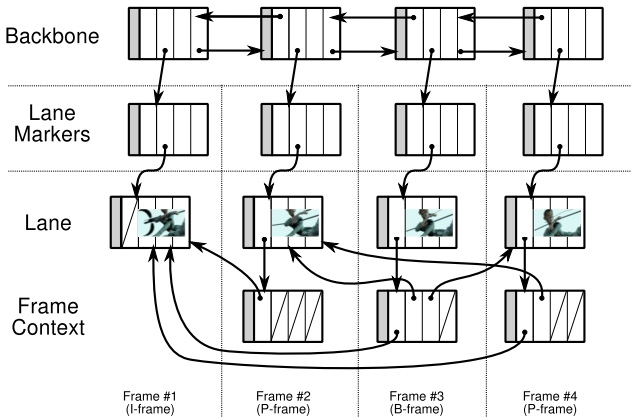 Backbone
Lane
Markers
Lane
Frame
Context
Frame #1
(I-frame)
Frame #2
(P-frame)
Frame #3
(B-frame)
Frame #4
(P-frame)